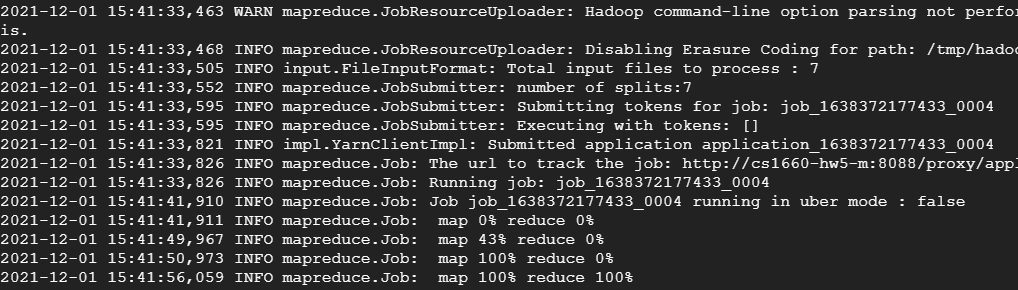 2021-12-01 15:41:33,463 WARN mapreduce.JobResourceUploader: Hadoop command-line option parsing not perfo
is.
2021-12-01 15:41:33,468 INFO mapreduce.JobResourceUploader: Disabling Erasure Coding for path: /tmp/hadoo
2021-12-01 15:41:33,505 INFO input.FileInputFormat: Total input files to process : 7
2021-12-01 15:41:33,552 INFO mapreduce.JobSubmitter: number of splits:7
2021-12-01 15:41:33,595 INFO mapreduce.JobSubmitter: Submitting tokens for job: job_1638372177433_0004
2021-12-01 15:41:33,595 INFO mapreduce.JobSubmitter: Executing with tokens: []
2021-12-01 15:41:33,821 INFO impl.YarnClientImpl: Submitted application application_1638372177433_0004
2021-12-01 15:41:33,826 INFO mapreduce.Job: The url to track the job: http://cs1660-hw5-m:8088/proxy/appl
2021-12-01 15:41:33,826 INFO mapreduce.Job: Running job: job_1638372177433_0004
2021-12-01 15:41:41,910 INFO mapreduce.Job: Job job_1638372177433_0004 running in uber mode : false
2021-12-01 15:41:41,911 INFO mapreduce.Job:  map 0% reduce 0%
2021-12-01 15:41:49,967 INFO mapreduce.Job:  map 43% reduce 0%
2021-12-01 15:41:50,973 INFO mapreduce.Job:  map 100% reduce 0%
2021-12-01 15:41:56,059 INFO mapreduce.Job:  map 100% reduce 100%